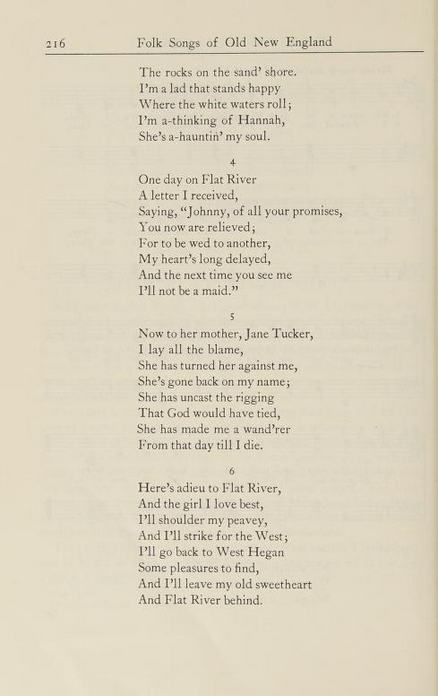 216 Folk Songs of Old New England
The rocks on the sand' shore.
I'm a lad that stands happy
Where the white waters roll;
I'm a-thinking of Hannah,
She's a-hauntin' my soul.
4
One day on Flat River
A letter I received,
Saying, "Johnny, of all your promises,
You now are relieved;
For to be wed to another,
My heart's long delayed,
And the next time you see me
I'll not be a maid."
5
Now to her mother, Jane Tucker,
I lay all the blame,
She has turned her against me,
She's gone back on my name;
She has uncast the rigging
That God would have tied,
She has made me a wand'rer
From that day till I die.
6
Here's adieu to Flat River,
And the girl I love best,
I'll shoulder my peavey,
And I'll strike for the West;
I'll go back to West Hegan
Some pleasures to find,
And I'll leave my old sweetheart
And Flat River behind.